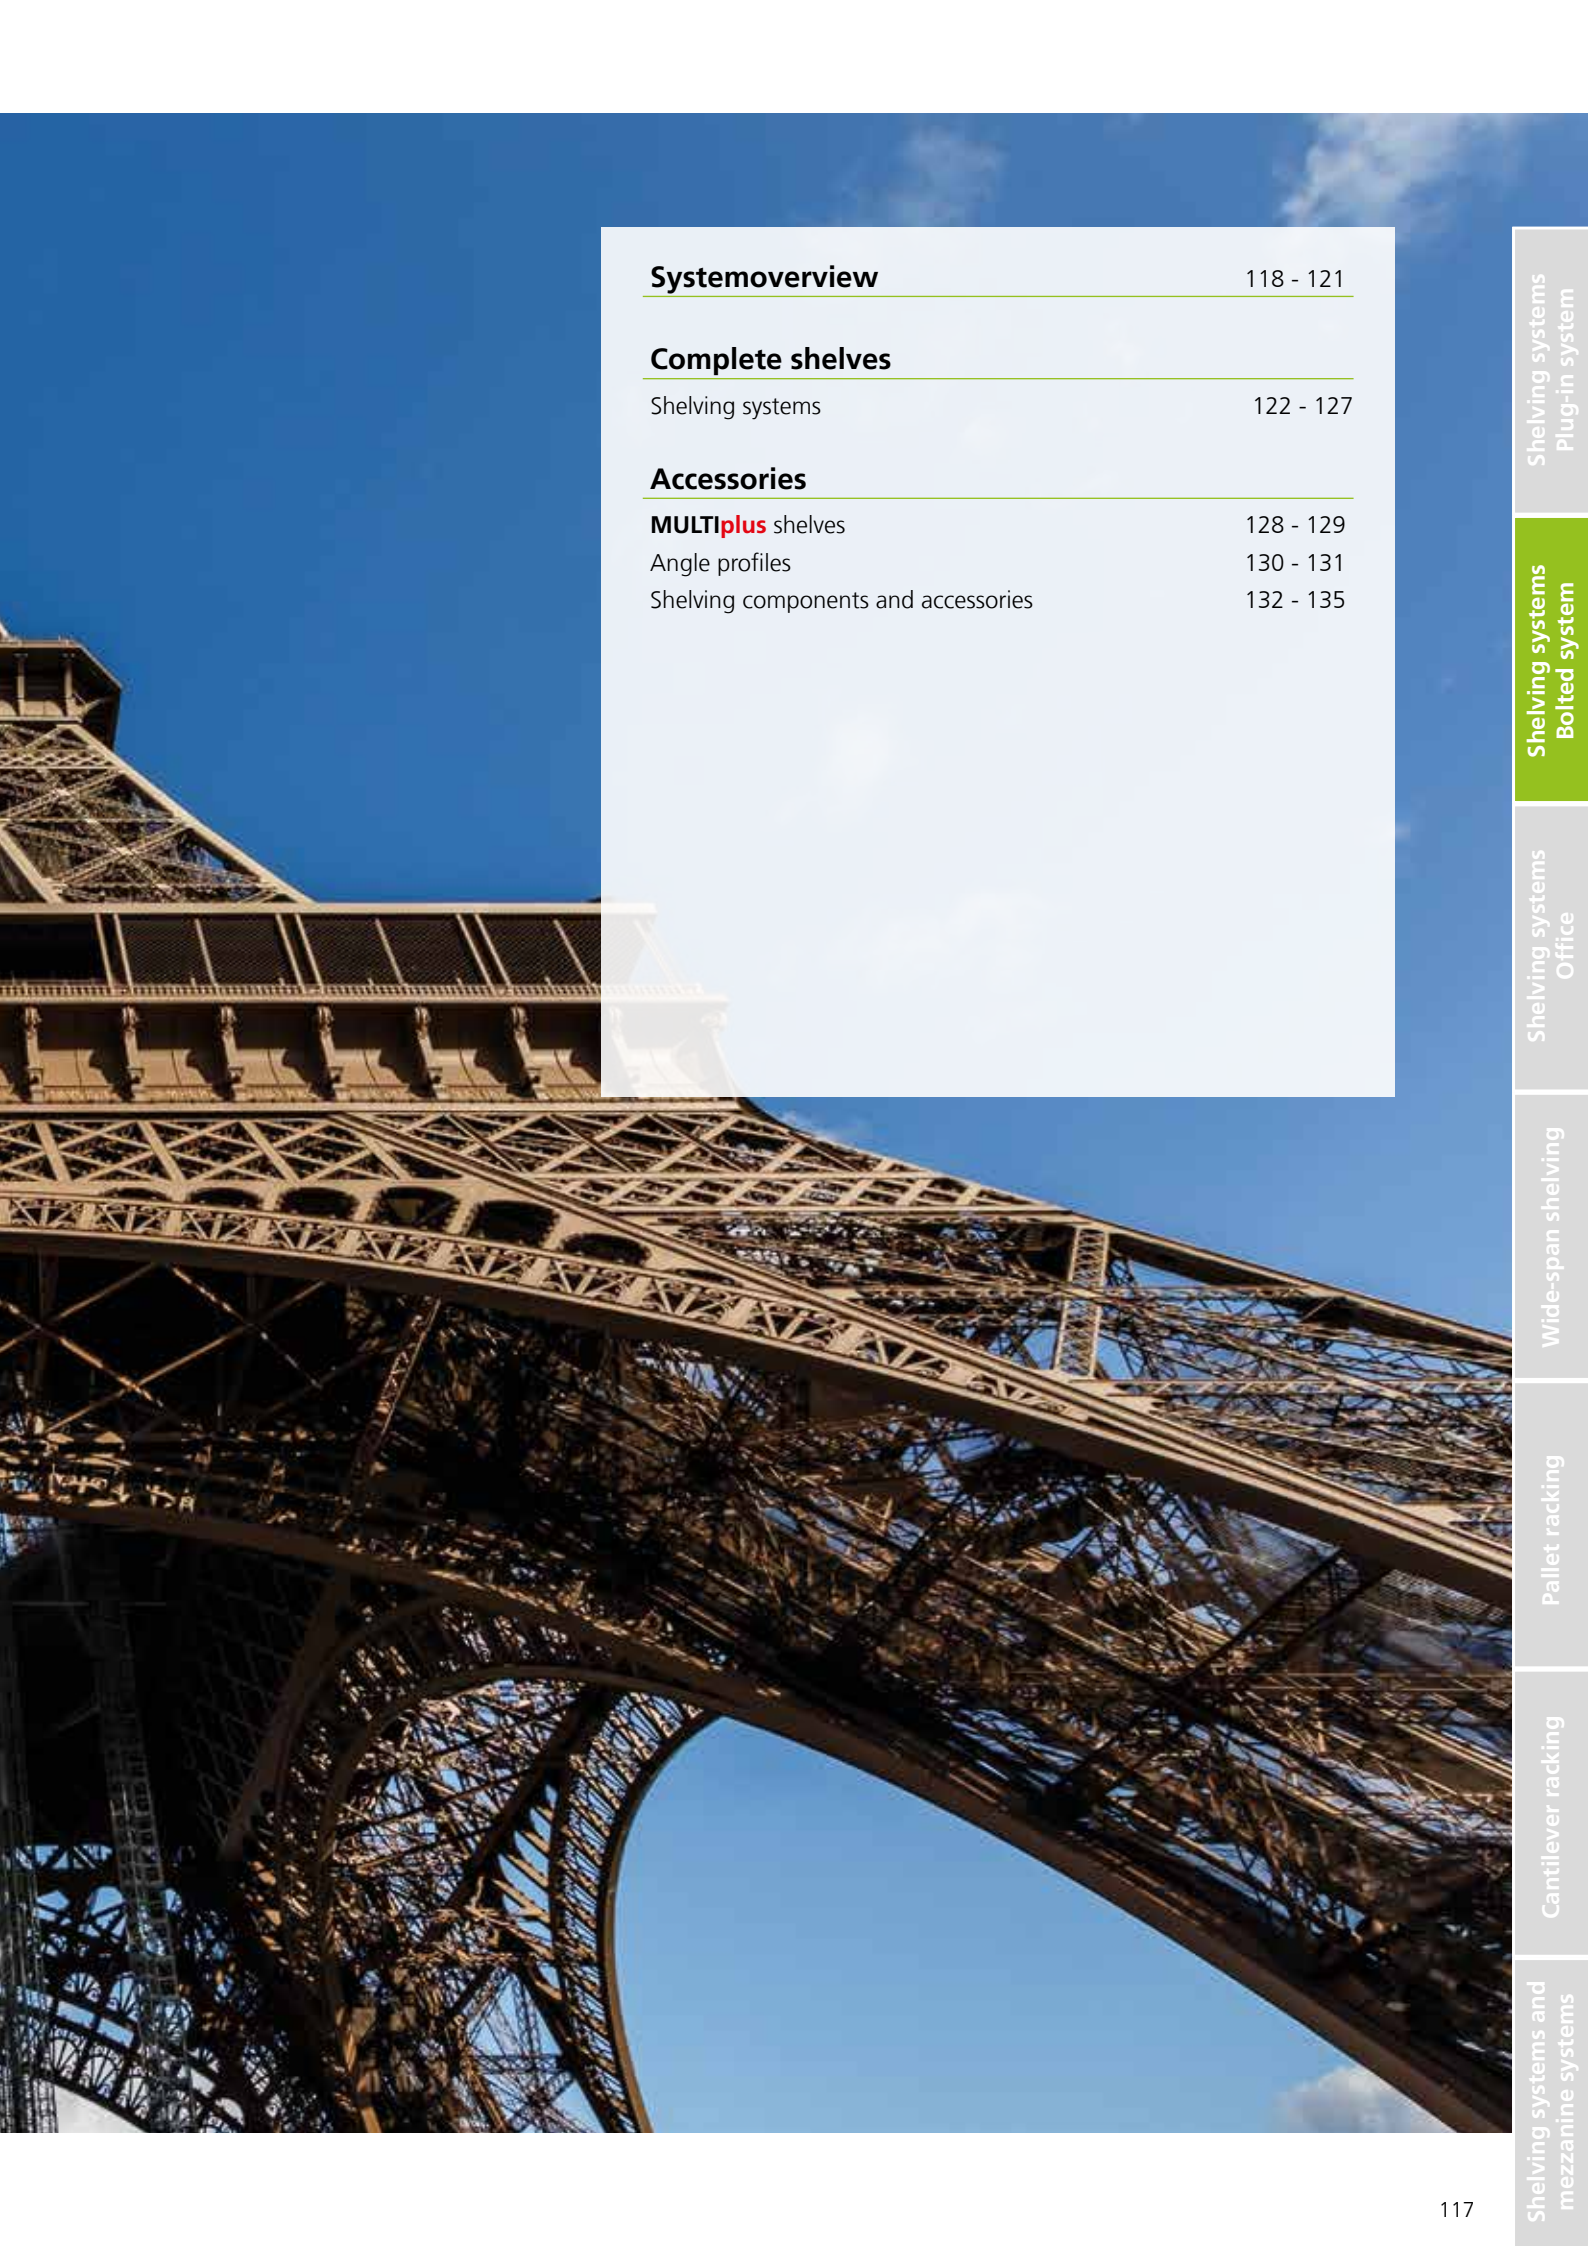 Systemoverview 118 - 121
Complete shelves
Shelving systems 122 - 127
Accessories
MULTIplus shelves 128 - 129
Angle profiles 130 - 131
Shelving components and accessories 132 - 135
Shelving systems
Plug-in system
Shelving systems
Bolted system
Shelving systems
Office
Wide-span shelving
Pallet racking
Cantilever racking
Shelving systems and
mezzanine systems
117